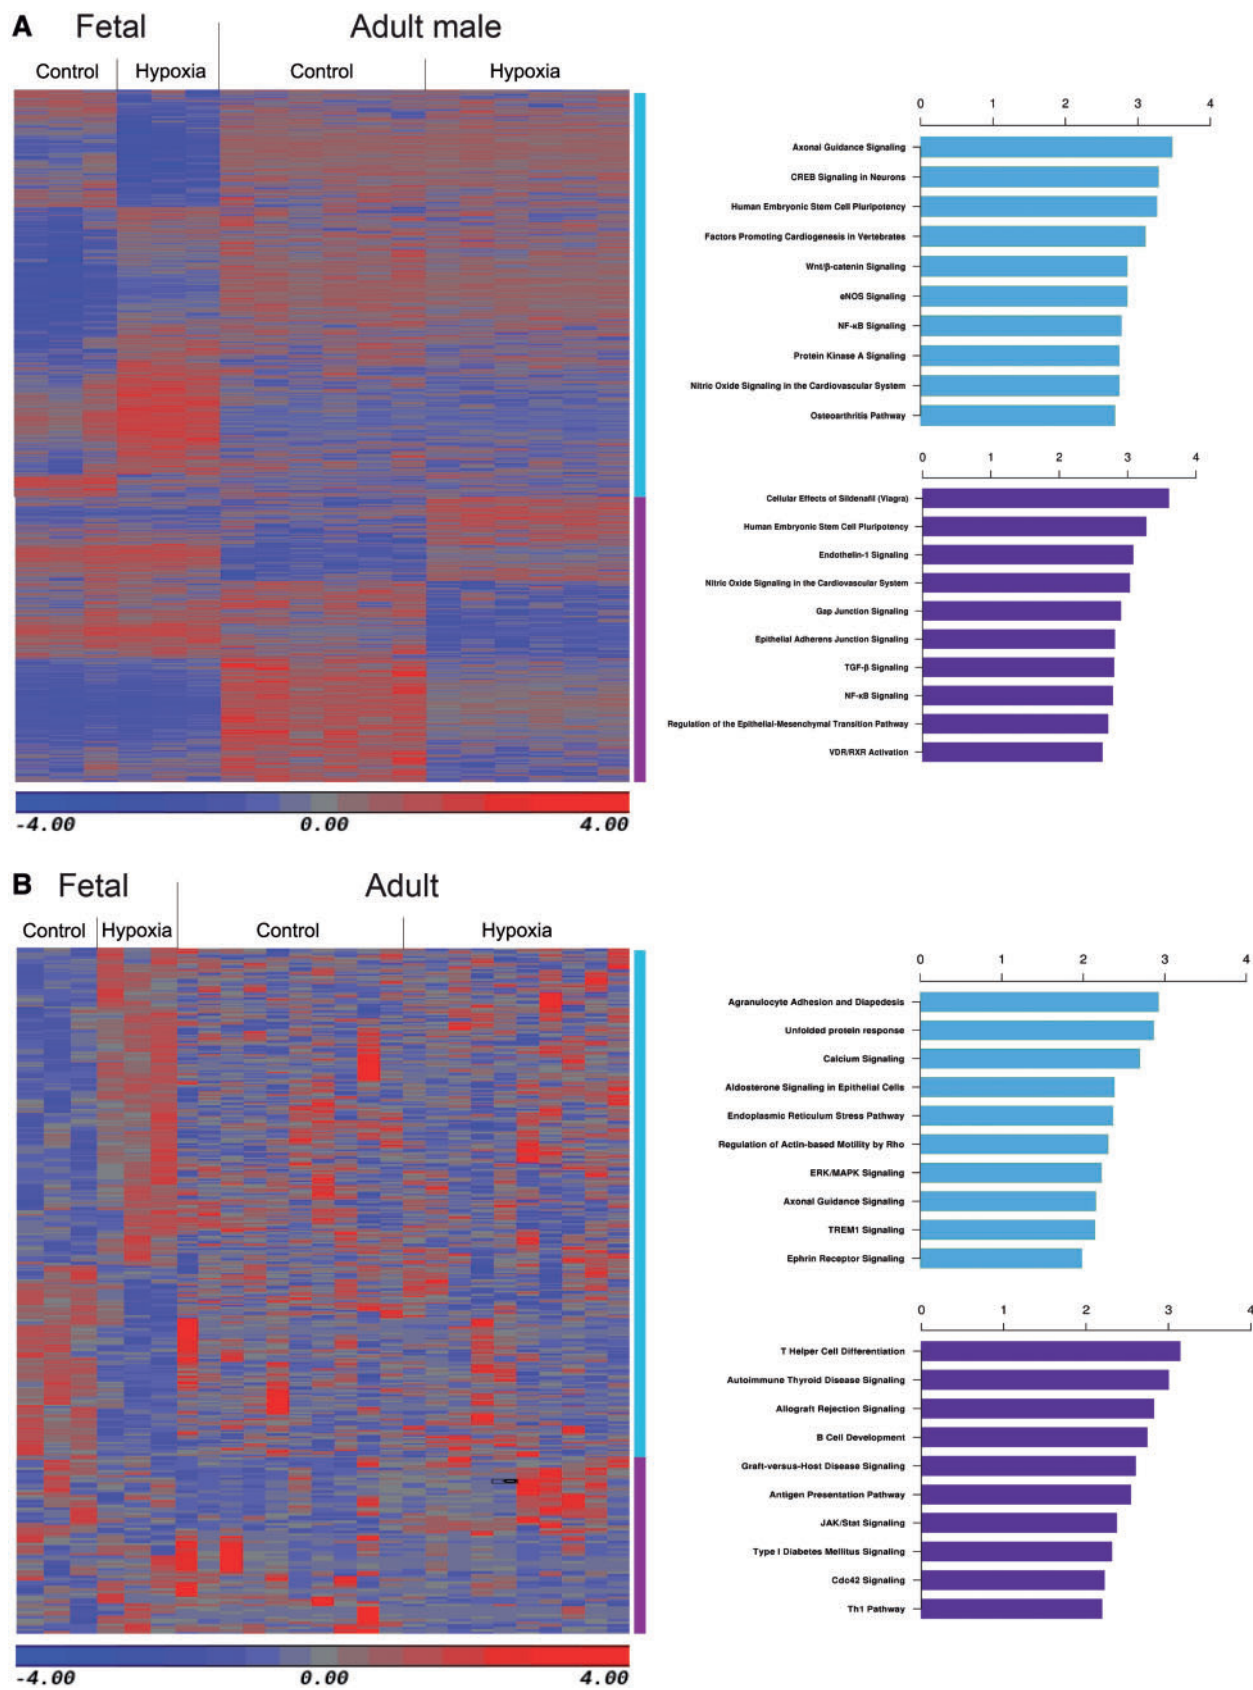 A Fetal Adult male
Control Hypoxia Control Hypoxia
0 1 2 3 4
Axonal Guidance Signaling
CREB Signaling in Neurons
Human Embryonic Stem Cell Pluripotency
Factors Promoting Cardiogenesis in Vertebrates
Wnt/β-catenin Signaling
eNOS Signaling
NF-κB Signaling
Protein Kinase A Signaling
Nitric Oxide Signaling in the Cardiovascular System
Osteoarthritis Pathway
0 1 2 3 4
Cellular Effects of Sildenafil (Viagra)
Human Embryonic Stem Cell Pluripotency
Endothelin-1 Signaling
Nitric Oxide Signaling in the Cardiovascular System
Gap Junction Signaling
Epithelial Adherens Junction Signaling
TGF-β Signaling
NF-κB Signaling
Regulation of the Epithelial-Mesenchymal Transition Pathway
VDR/RXR Activation
-4.00 0.00 4.00
B Fetal Adult
Control Hypoxia Control Hypoxia
0 1 2 3 4
Agranulocyte Adhesion and Diapedesis
Unfolded protein response
Calcium Signaling
Aldosterone Signaling in Epithelial Cells
Endoplasmic Reticulum Stress Pathway
Regulation of Actin-based Motility by Rho
ERK/MAPK Signaling
Axonal Guidance Signaling
TREM1 Signaling
Ephrin Receptor Signaling
0 1 2 3 4
T Helper Cell Differentiation
Autoimmune Thyroid Disease Signaling
Allograft Rejection Signaling
B Cell Development
Graft-versus-Host Disease Signaling
Antigen Presentation Pathway
JAK/Stat Signaling
Type I Diabetes Mellitus Signaling
Cdc42 Signaling
Th1 Pathway
-4.00 0.00 4.00